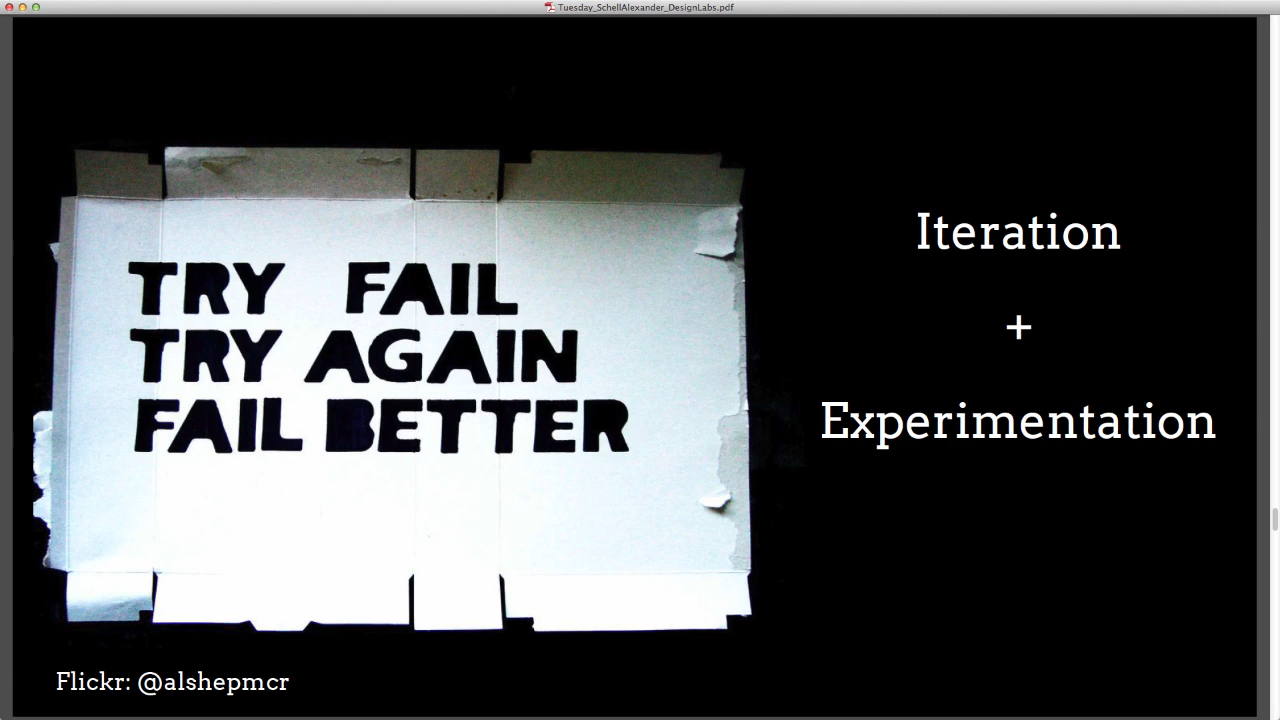 Tuesday_SchellAlexander_DesignLabs.pdf
TRY FAIL
TRY AGAIN
FAIL BETTER
Iteration
+
Experimentation
Flickr: @alshepmcr